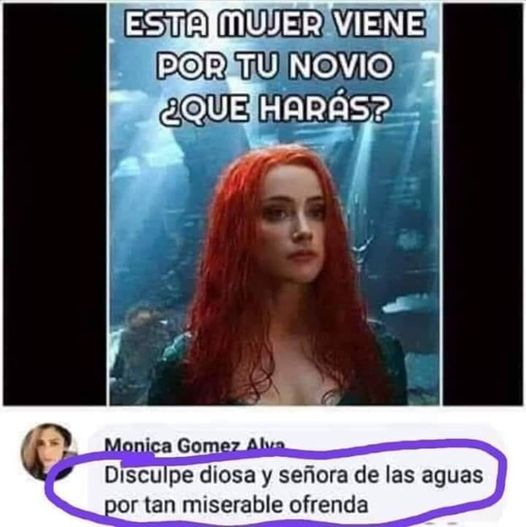 ESTA MUJER VIENE
POR TU NOVIO
¿QUE HARÁS?
Monica Gomez Alva
Disculpe diosa y señora de las aguas
por tan miserable ofrenda